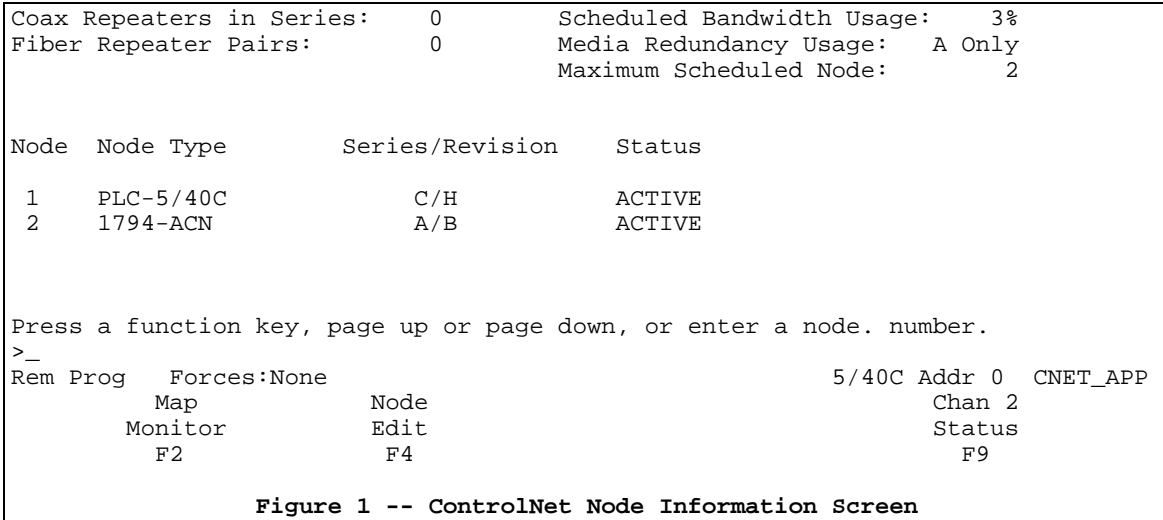 Coax Repeaters in Series: 0 Scheduled Bandwidth Usage: 3%
Fiber Repeater Pairs: 0 Media Redundancy Usage: A Only
Maximum Scheduled Node: 2
Node Node Type Series/Revision Status
1 PLC-5/40C C/H ACTIVE
2 1794-ACN A/B ACTIVE
Press a function key, page up or page down, or enter a node. number.
>_
Rem Prog Forces:None 5/40C Addr 0 CNET_APP
Map Node Chan 2
Monitor Edit Status
F2 F4 F9
Figure 1 -- ControlNet Node Information Screen